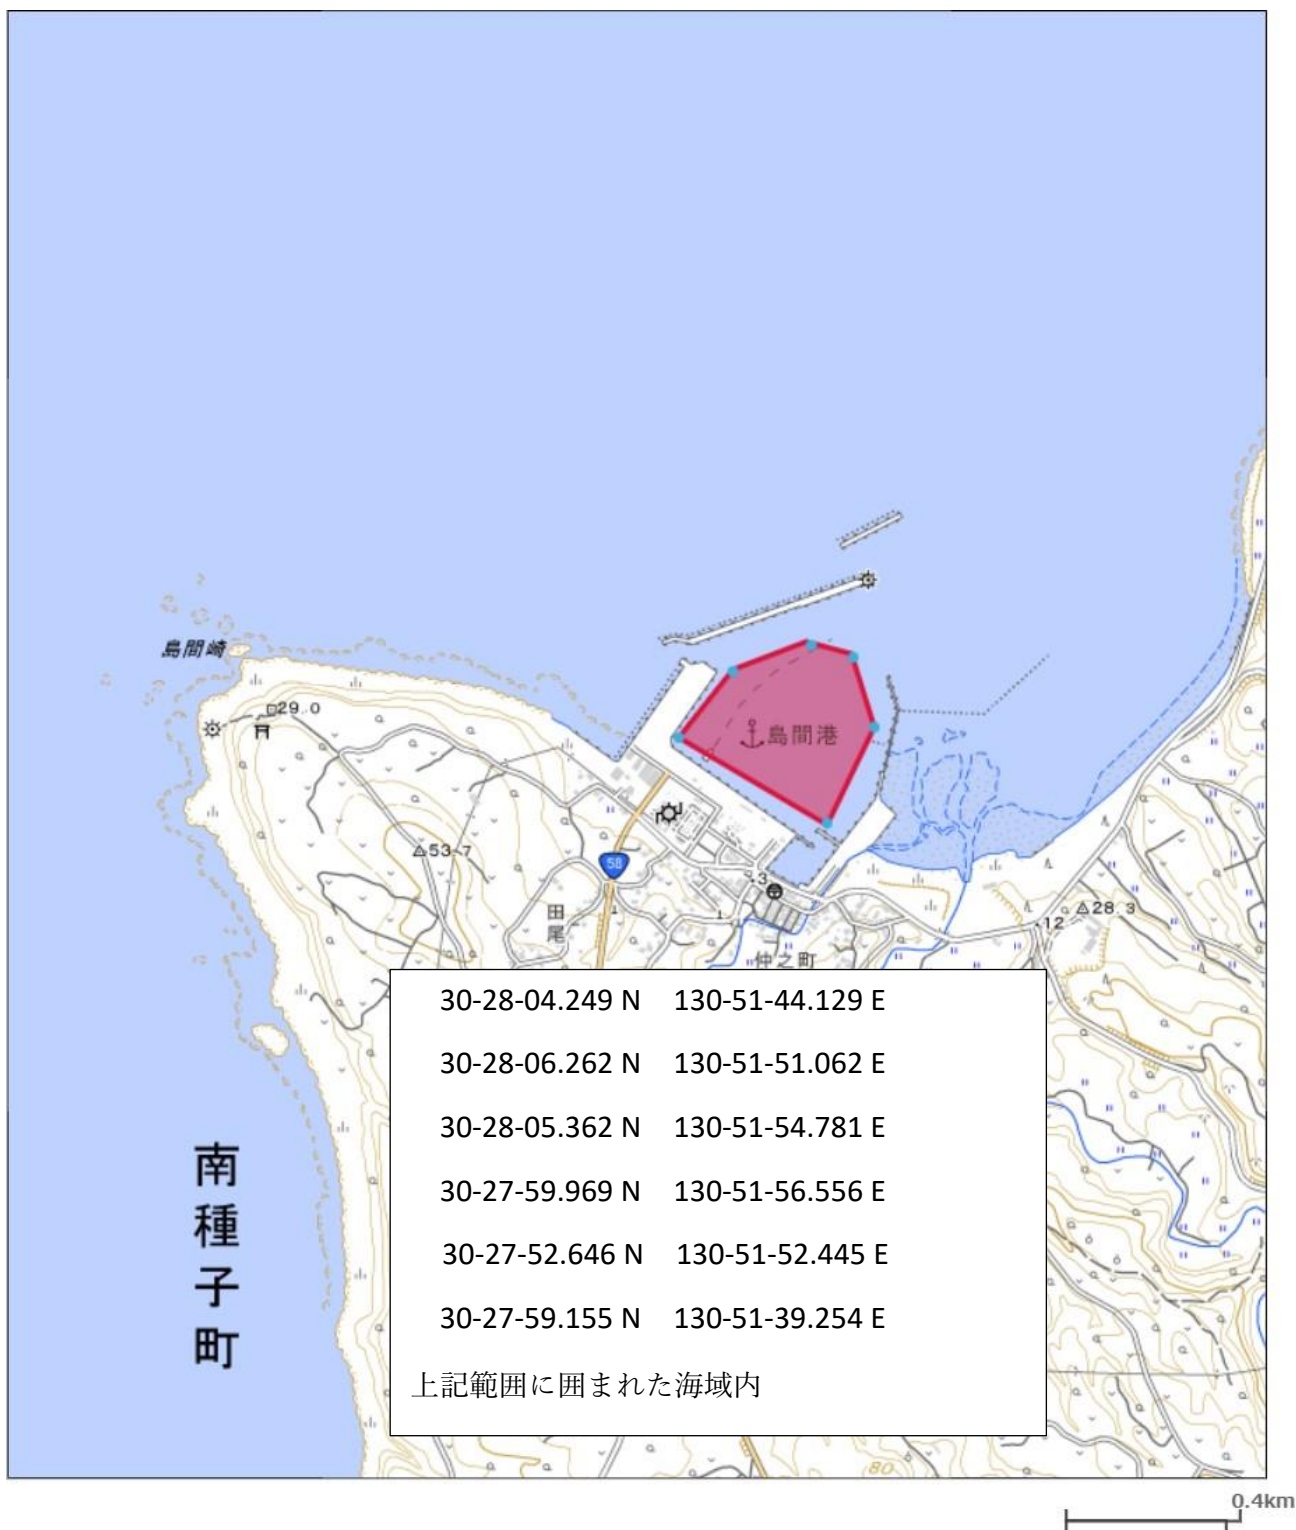 島間崎
29.0
島間港
53.7
58
3
田尾
1
1
28.3
12
仲之町
30-28-04.249 N 130-51-44.129 E
30-28-06.262 N 130-51-51.062 E
30-28-05.362 N 130-51-54.781 E
30-27-59.969 N 130-51-56.556 E
30-27-52.646 N 130-51-52.445 E
30-27-59.155 N 130-51-39.254 E
上記範囲に囲まれた海域内
南種子町
80
0.4km